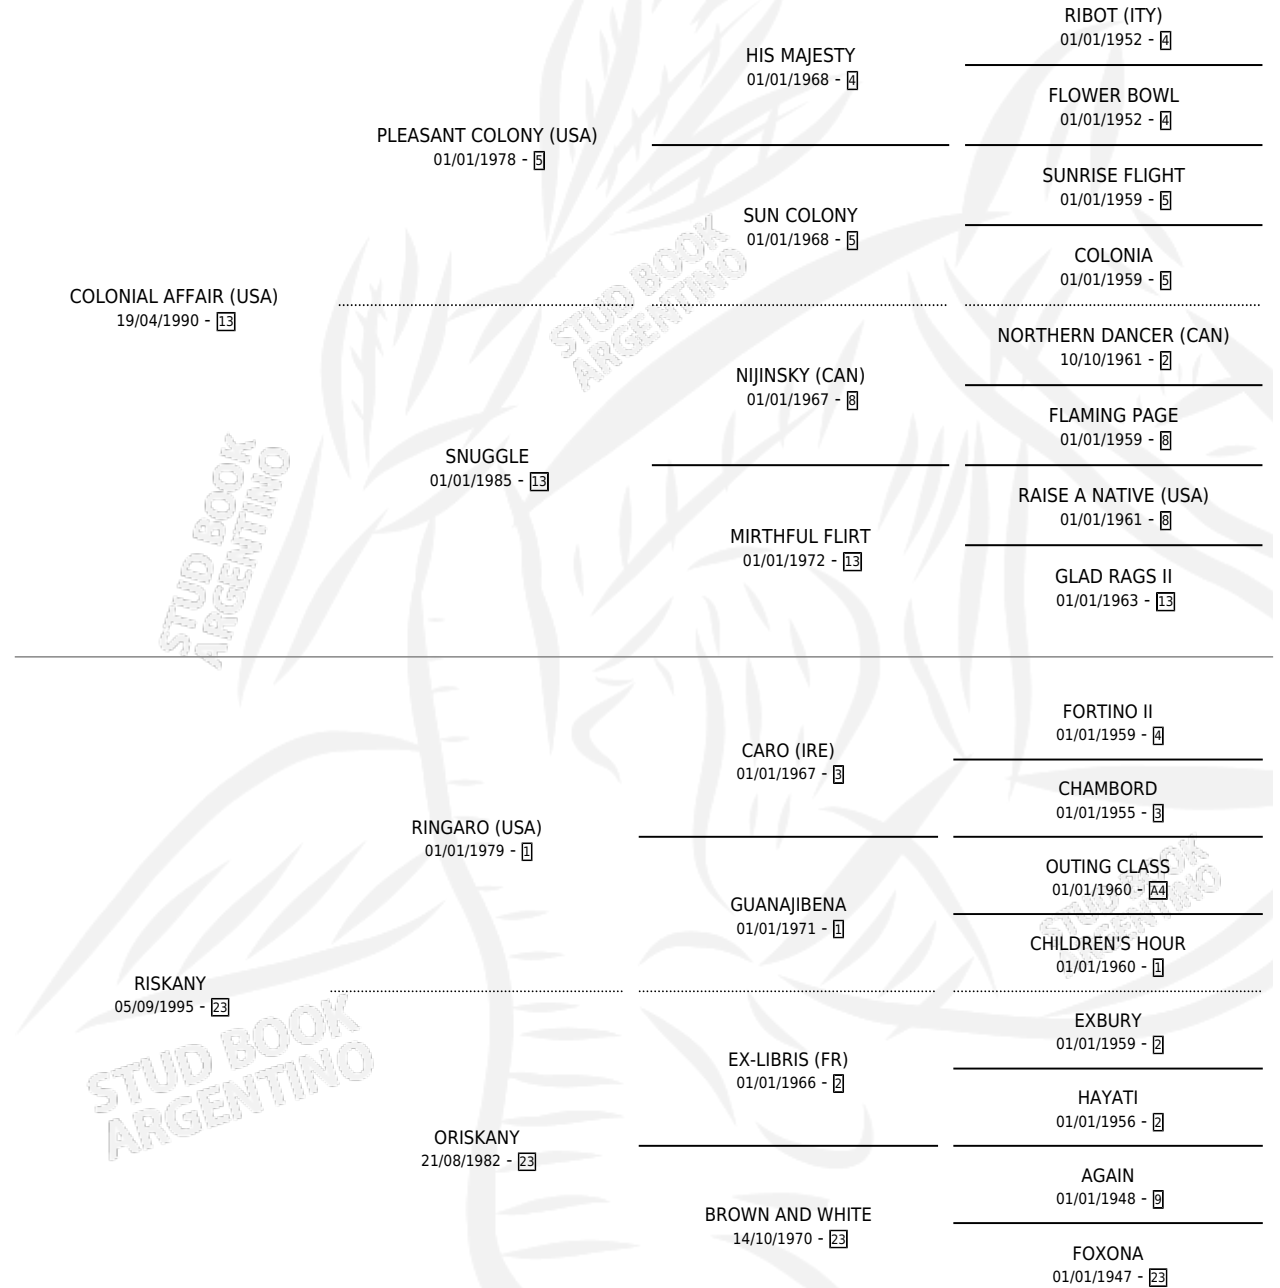 RIBOT (ITY)
01/01/1952 - 4
HIS MAJESTY
01/01/1968 - 4
FLOWER BOWL
01/01/1952 - 4
PLEASANT COLONY (USA)
01/01/1978 - 5
SUNRISE FLIGHT
01/01/1959 - 5
SUN COLONY
01/01/1968 - 5
COLONIA
01/01/1959 - 5
COLONIAL AFFAIR (USA)
19/04/1990 - 13
NORTHERN DANCER (CAN)
10/10/1961 - 2
NIJINSKY (CAN)
01/01/1967 - 8
FLAMING PAGE
01/01/1959 - 8
SNUGGLE
01/01/1985 - 13
RAISE A NATIVE (USA)
01/01/1961 - 8
MIRTHFUL FLIRT
01/01/1972 - 13
GLAD RAGS II
01/01/1963 - 13
FORTINO II
01/01/1959 - 4
CARO (IRE)
01/01/1967 - 3
CHAMBORD
01/01/1955 - 3
RINGARO (USA)
01/01/1979 - 1
OUTING CLASS
01/01/1960 - A4
GUANAJIBENA
01/01/1971 - 1
CHILDREN'S HOUR
01/01/1960 - 1
RISKANY
05/09/1995 - 23
EXBURY
01/01/1959 - 2
EX-LIBRIS (FR)
01/01/1966 - 2
HAYATI
01/01/1956 - 2
ORISKANY
21/08/1982 - 23
AGAIN
01/01/1948 - 9
BROWN AND WHITE
14/10/1970 - 23
FOXONA
01/01/1947 - 23
STUD BOOK
ARGENTINO
STUD BOOK
ARGENTINO
STUD BOOK
ARGENTINO
STUD BOOK
ARGENTINO